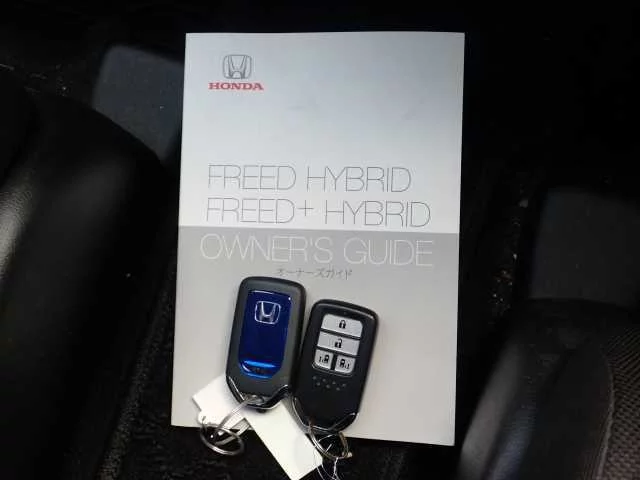 HONDA
FREED HYBRID
FREED+ HYBRID
OWNER'S GUIDE
オーナーズガイド